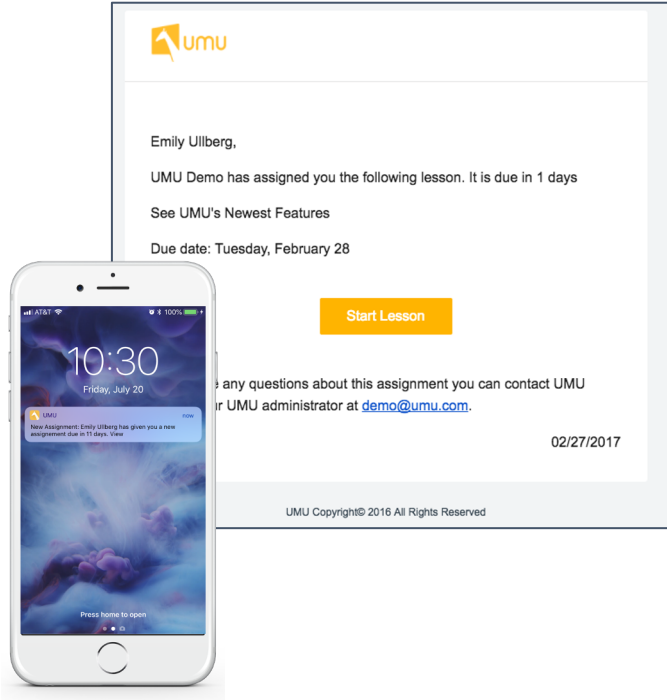 umu
Emily Ullberg,
UMU Demo has assigned you the following lesson. It is due in 1 days
See UMU's Newest Features
Due date: Tuesday, February 28
Start Lesson
any questions about this assignment you can contact UMU
UMU administrator at demo@umu.com.
02/27/2017
UMU Copyright© 2016 All Rights Reserved
AT&T 100%
10:30
Friday, July 20
UMU now
New Assignment: Emily Ullberg has given you a new
assignement due in 11 days. View
Press home to open